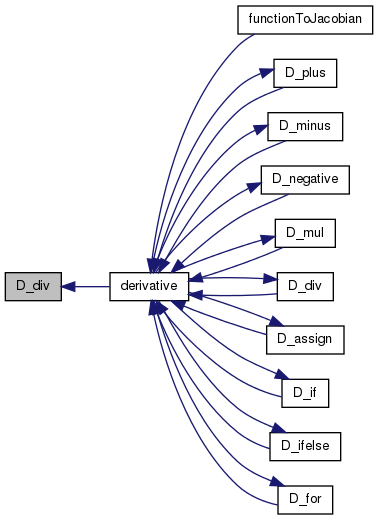 functionToJacobian
D_plus
D_minus
D_negative
D_mul
D_div
derivative
D_div
D_assign
D_if
D_ifelse
D_for